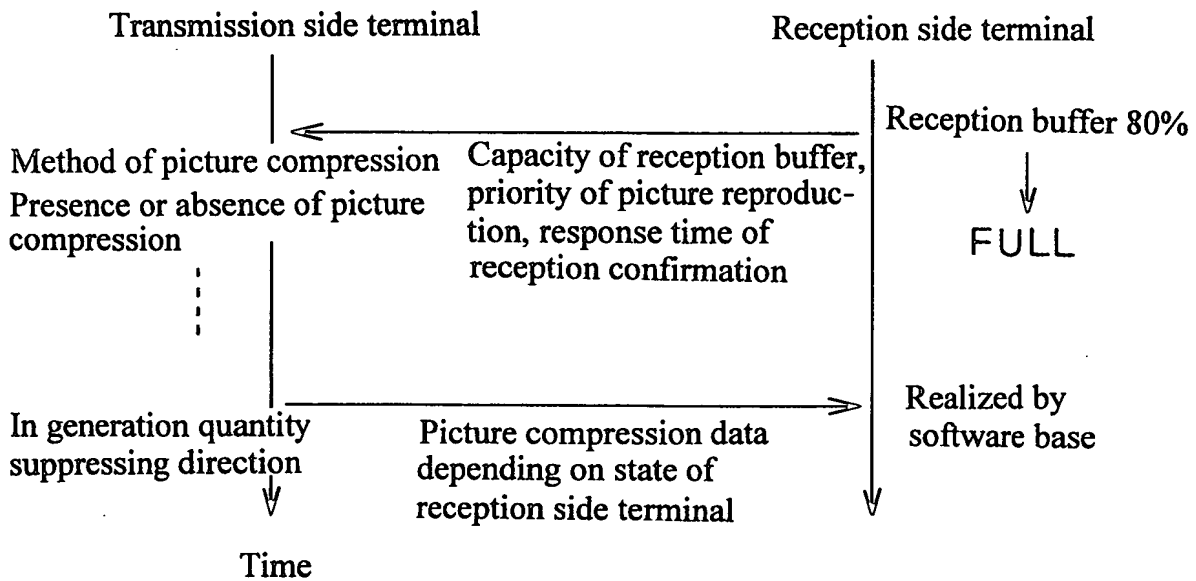 Transmission side terminal
Reception side terminal
Reception buffer 80%
FULL
Method of picture compression
Presence or absence of picture
compression
Capacity of reception buffer,
priority of picture reproduc-
tion, response time of
reception confirmation
In generation quantity
suppressing direction
Picture compression data
depending on state of
reception side terminal
Realized by
software base
Time